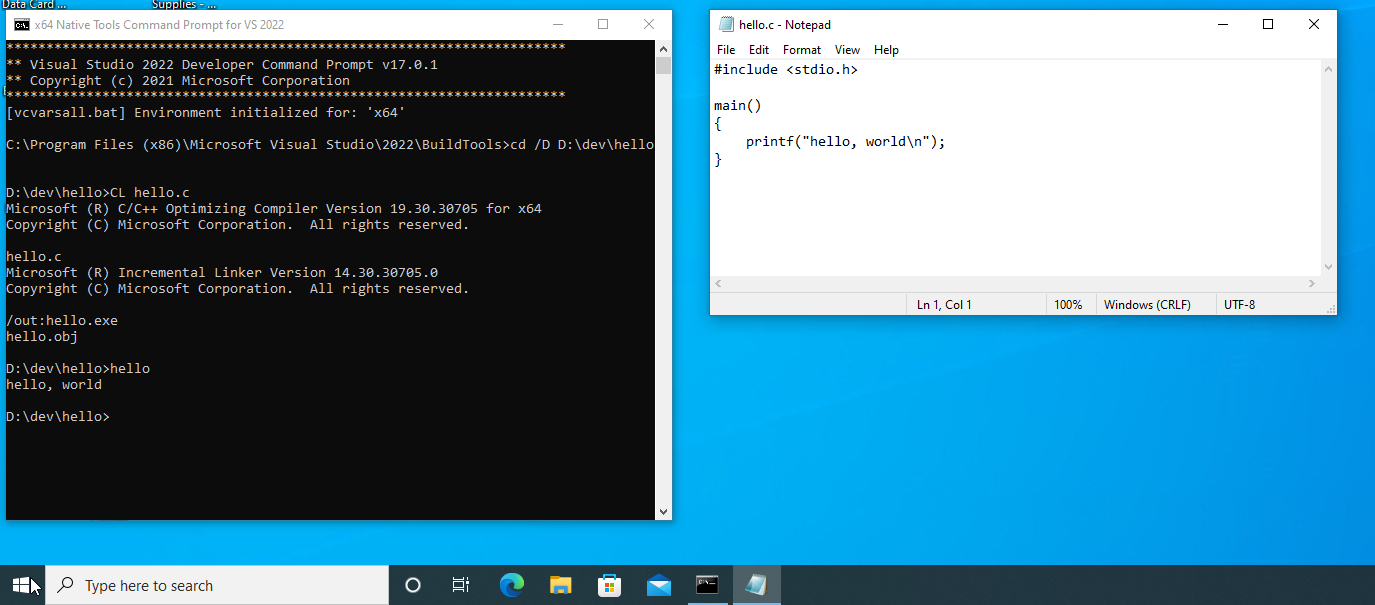 Data Card ...
Supplies - ...
x64 Native Tools Command Prompt for VS 2022
**********************************************************************
** Visual Studio 2022 Developer Command Prompt v17.0.1
** Copyright (c) 2021 Microsoft Corporation
**********************************************************************
[vcvarsall.bat] Environment initialized for: 'x64'
C:\Program Files (x86)\Microsoft Visual Studio\2022\BuildTools>cd /D D:\dev\hello
D:\dev\hello>CL hello.c
Microsoft (R) C/C++ Optimizing Compiler Version 19.30.30705 for x64
Copyright (C) Microsoft Corporation.  All rights reserved.
hello.c
Microsoft (R) Incremental Linker Version 14.30.30705.0
Copyright (C) Microsoft Corporation.  All rights reserved.
/out:hello.exe
hello.obj
D:\dev\hello>hello
hello, world
D:\dev\hello>
hello.c - Notepad
File Edit Format View Help
#include <stdio.h>
main()
{
    printf("hello, world\n");
}
Ln 1, Col 1 100% Windows (CRLF) UTF-8
Type here to search